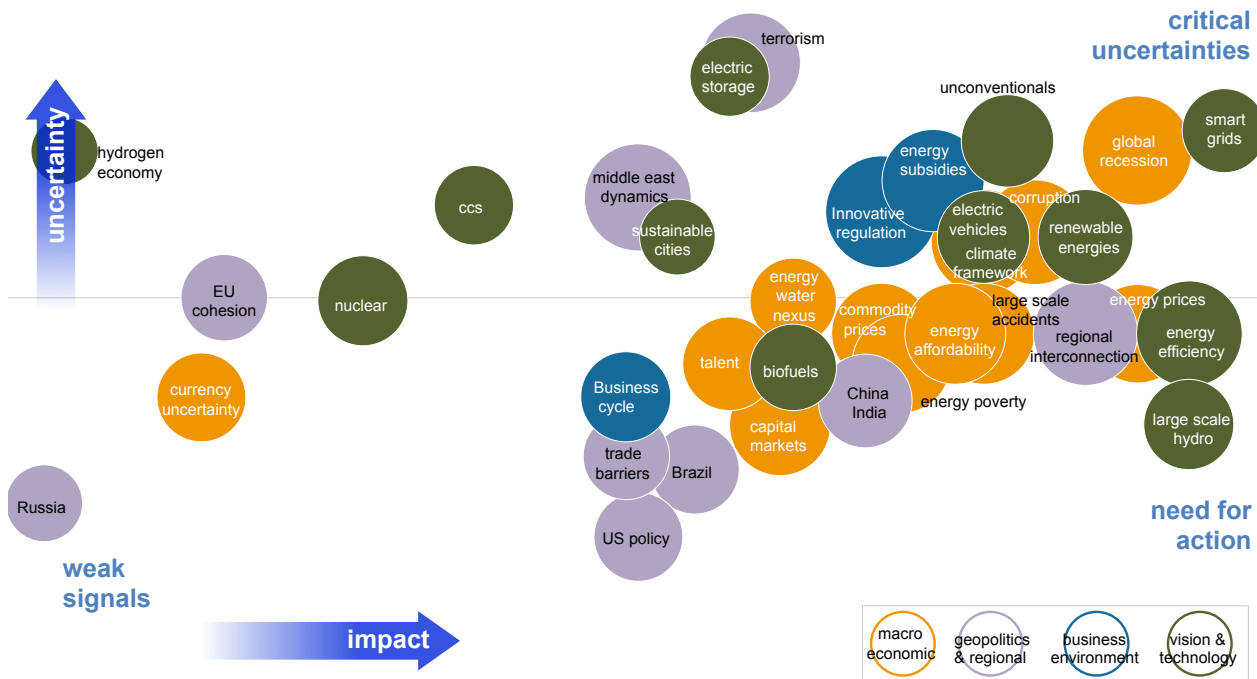 critical
uncertainties
terrorism
electric
storage
unconventionals
uncertainty
hydrogen
economy
smart
grids
global
recession
energy
subsidies
middle east
dynamics
ccs
Innovative
regulation
corruption
electric
vehicles
renewable
energies
sustainable
cities
climate
framework
EU
cohesion
nuclear
energy
water
nexus
commodity
prices
large scale
accidents
energy prices
energy
affordability
regional
interconnection
energy
efficiency
talent
biofuels
currency
uncertainty
Business
cycle
China
India
energy poverty
large scale
hydro
capital
markets
trade
barriers
Brazil
Russia
US policy
need for
action
weak
signals
impact
macro
economic
geopolitics
& regional
business
environment
vision &
technology